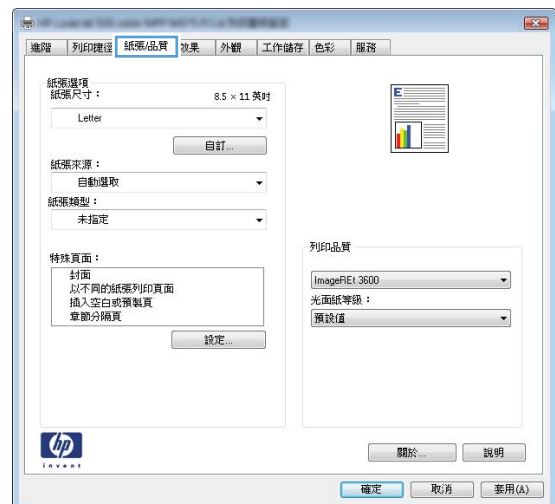 進階 列印捷徑 紙張/品質 效果 外觀 工作儲存 色彩 服務
紙張選項
紙張尺寸： 8.5 × 11 英吋
Letter
自訂...
紙張來源：
自動選取
紙張類型：
未指定
特殊頁面：
封面
以不同的紙張列印頁面
插入空白或預製頁
章節分隔頁
設定...
E
列印品質
ImageREt 3600
光面紙等級：
預設值
hp
invent
關於... 說明
確定 取消 套用(A)